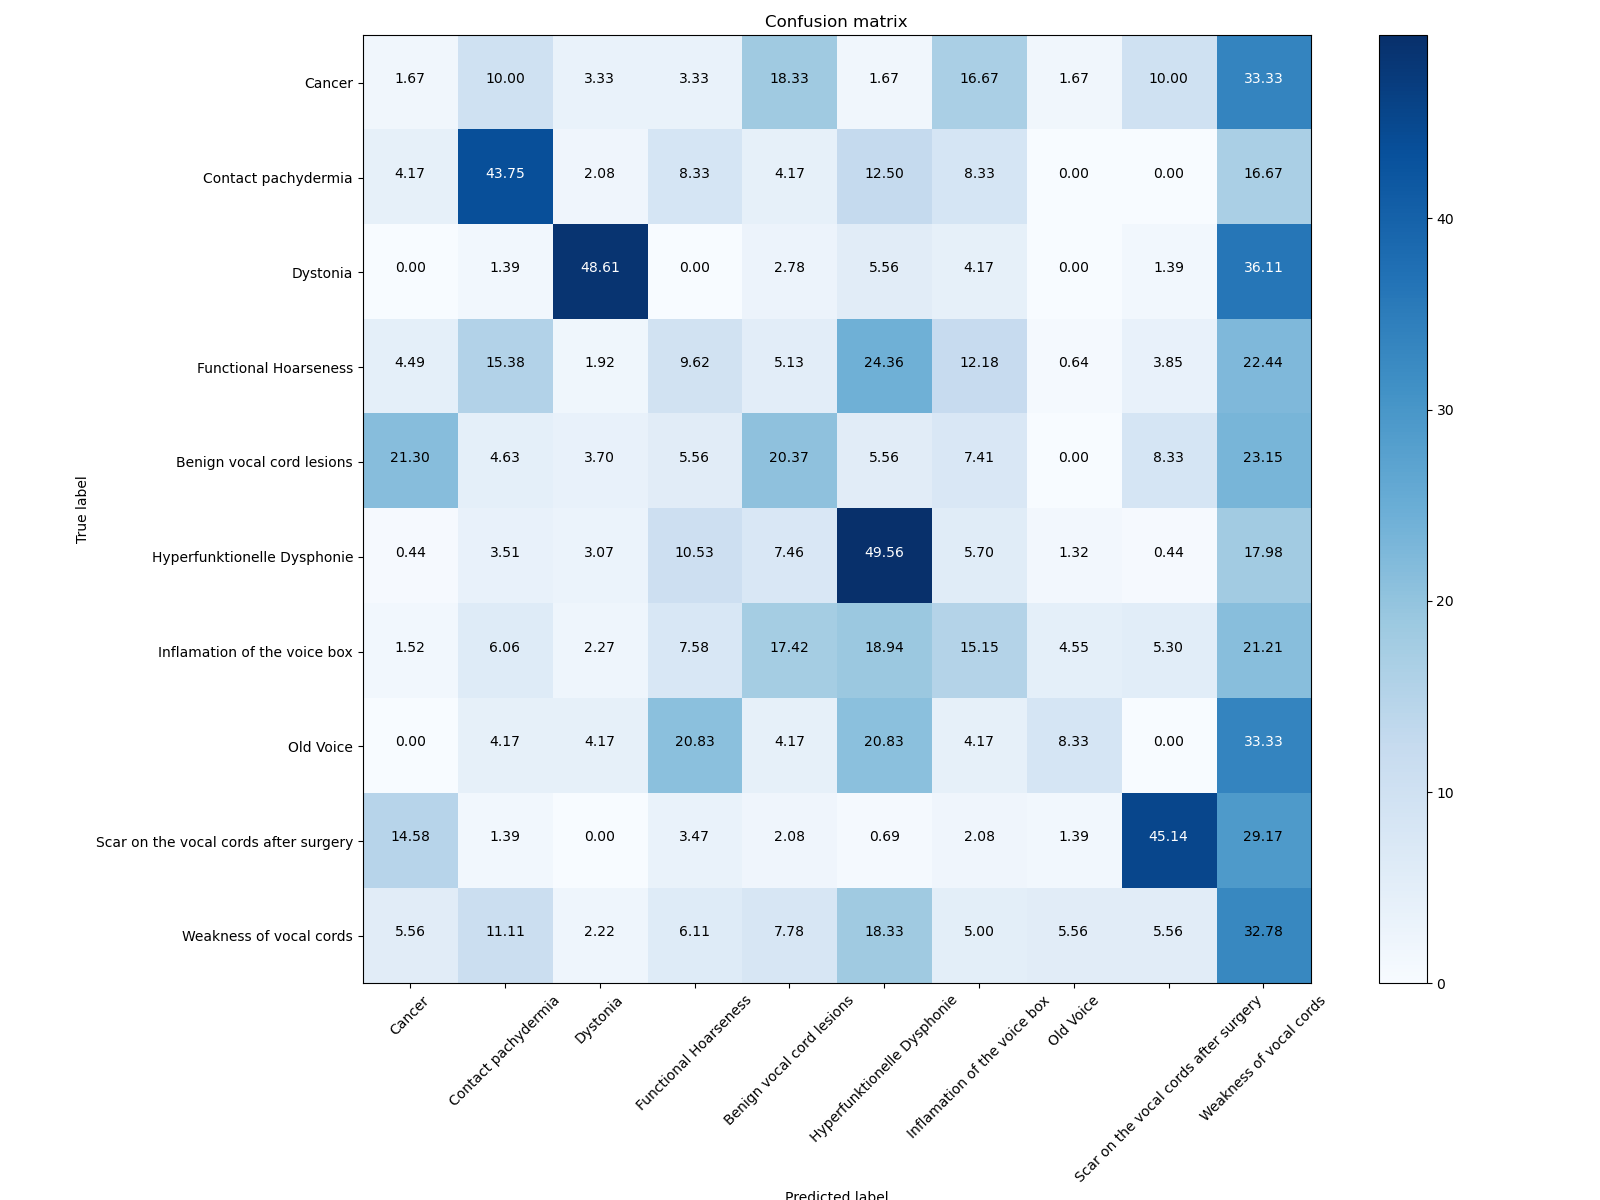 Confusion matrix
Cancer 1.67 10.00 3.33 3.33 18.33 1.67 16.67 1.67 10.00 33.33
Contact pachydermia 4.17 43.75 2.08 8.33 4.17 12.50 8.33 0.00 0.00 16.67
40
Dystonia 0.00 1.39 48.61 0.00 2.78 5.56 4.17 0.00 1.39 36.11
Functional Hoarseness 4.49 15.38 1.92 9.62 5.13 24.36 12.18 0.64 3.85 22.44
30
Benign vocal cord lesions 21.30 4.63 3.70 5.56 20.37 5.56 7.41 0.00 8.33 23.15
True label
Hyperfunktionelle Dysphonie 0.44 3.51 3.07 10.53 7.46 49.56 5.70 1.32 0.44 17.98
20
Inflamation of the voice box 1.52 6.06 2.27 7.58 17.42 18.94 15.15 4.55 5.30 21.21
Old Voice 0.00 4.17 4.17 20.83 4.17 20.83 4.17 8.33 0.00 33.33
10
Scar on the vocal cords after surgery 14.58 1.39 0.00 3.47 2.08 0.69 2.08 1.39 45.14 29.17
Weakness of vocal cords 5.56 11.11 2.22 6.11 7.78 18.33 5.00 5.56 5.56 32.78
0
Cancer
Contact pachydermia
Dystonia
Functional Hoarseness
Benign vocal cord lesions
Hyperfunktionelle Dysphonie
Inflamation of the voice box
Old Voice
Scar on the vocal cords after surgery
Weakness of vocal cords
Predicted label